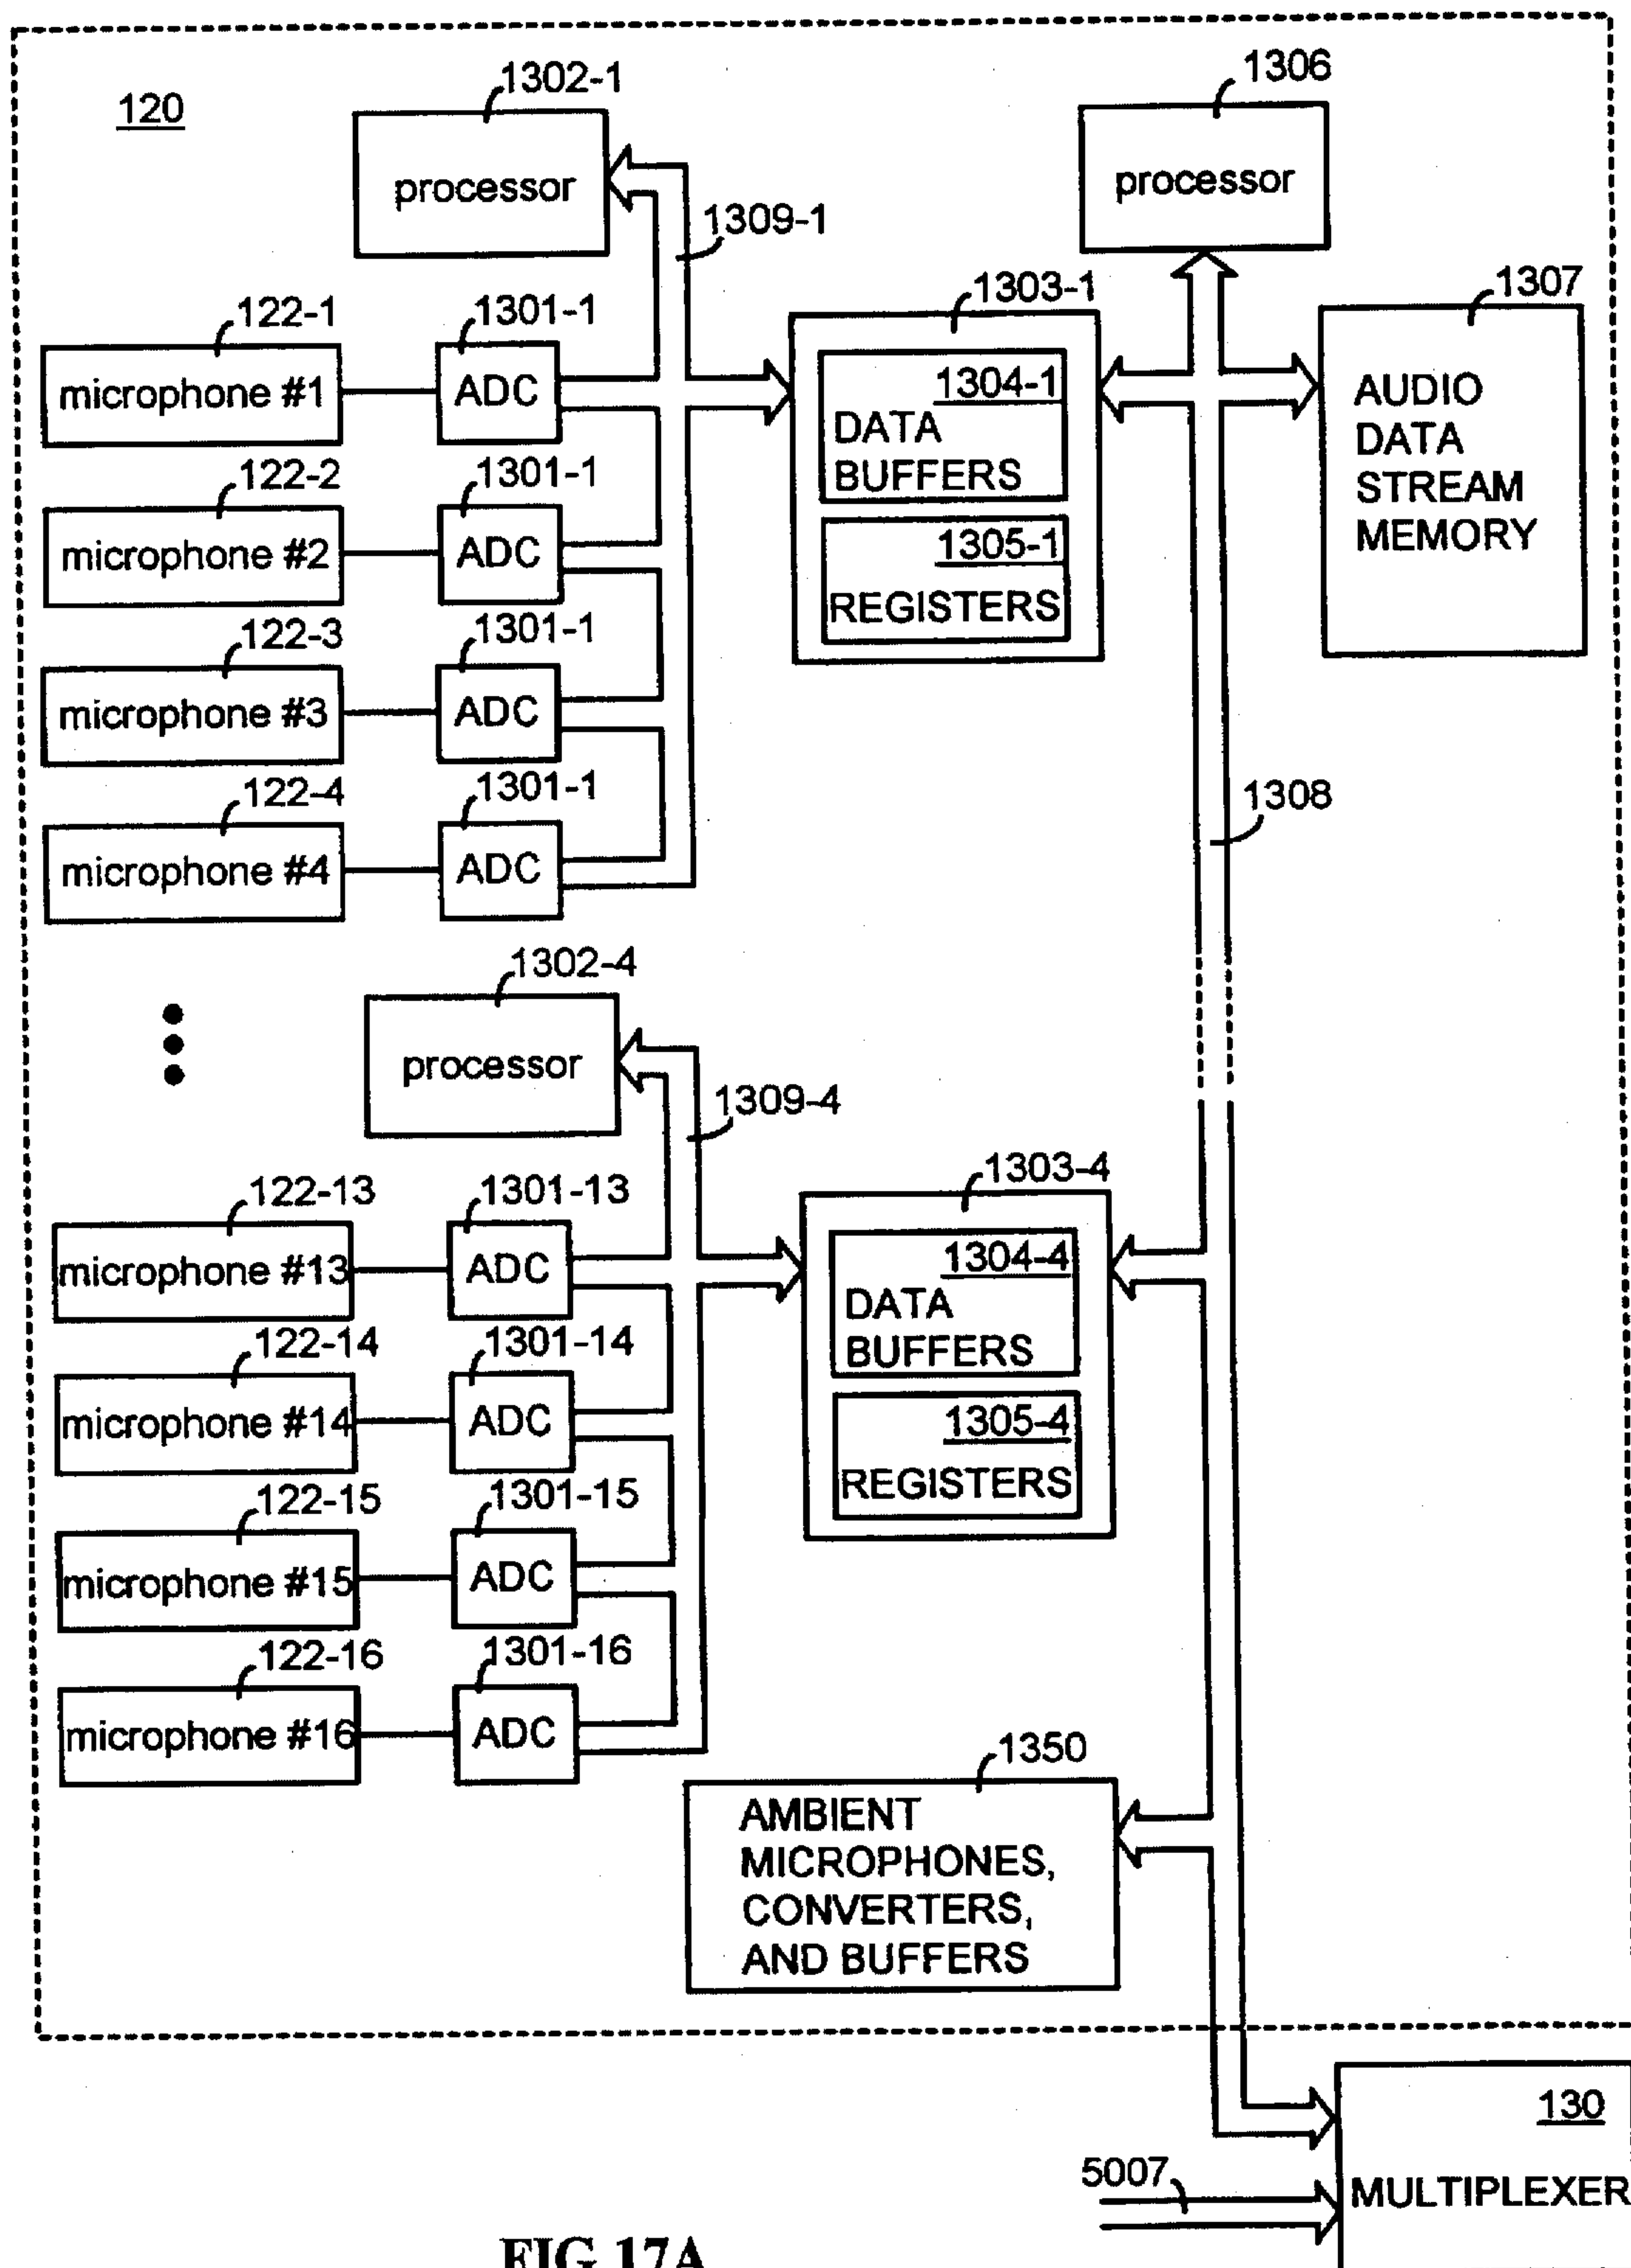 120
1302-1
processor
1309-1
1306
processor
122-1
microphone #1
1301-1
ADC
1303-1
1304-1
DATA
BUFFERS
1305-1
REGISTERS
1307
AUDIO
DATA
STREAM
MEMORY
122-2
microphone #2
1301-1
ADC
122-3
microphone #3
1301-1
ADC
122-4
microphone #4
1301-1
ADC
1308
1302-4
processor
1309-4
122-13
microphone #13
1301-13
ADC
1303-4
1304-4
DATA
BUFFERS
1305-4
REGISTERS
122-14
microphone #14
1301-14
ADC
122-15
microphone #15
1301-15
ADC
122-16
microphone #16
1301-16
ADC
1350
AMBIENT
MICROPHONES,
CONVERTERS,
AND BUFFERS
130
MULTIPLEXER
5007
FIG 17A